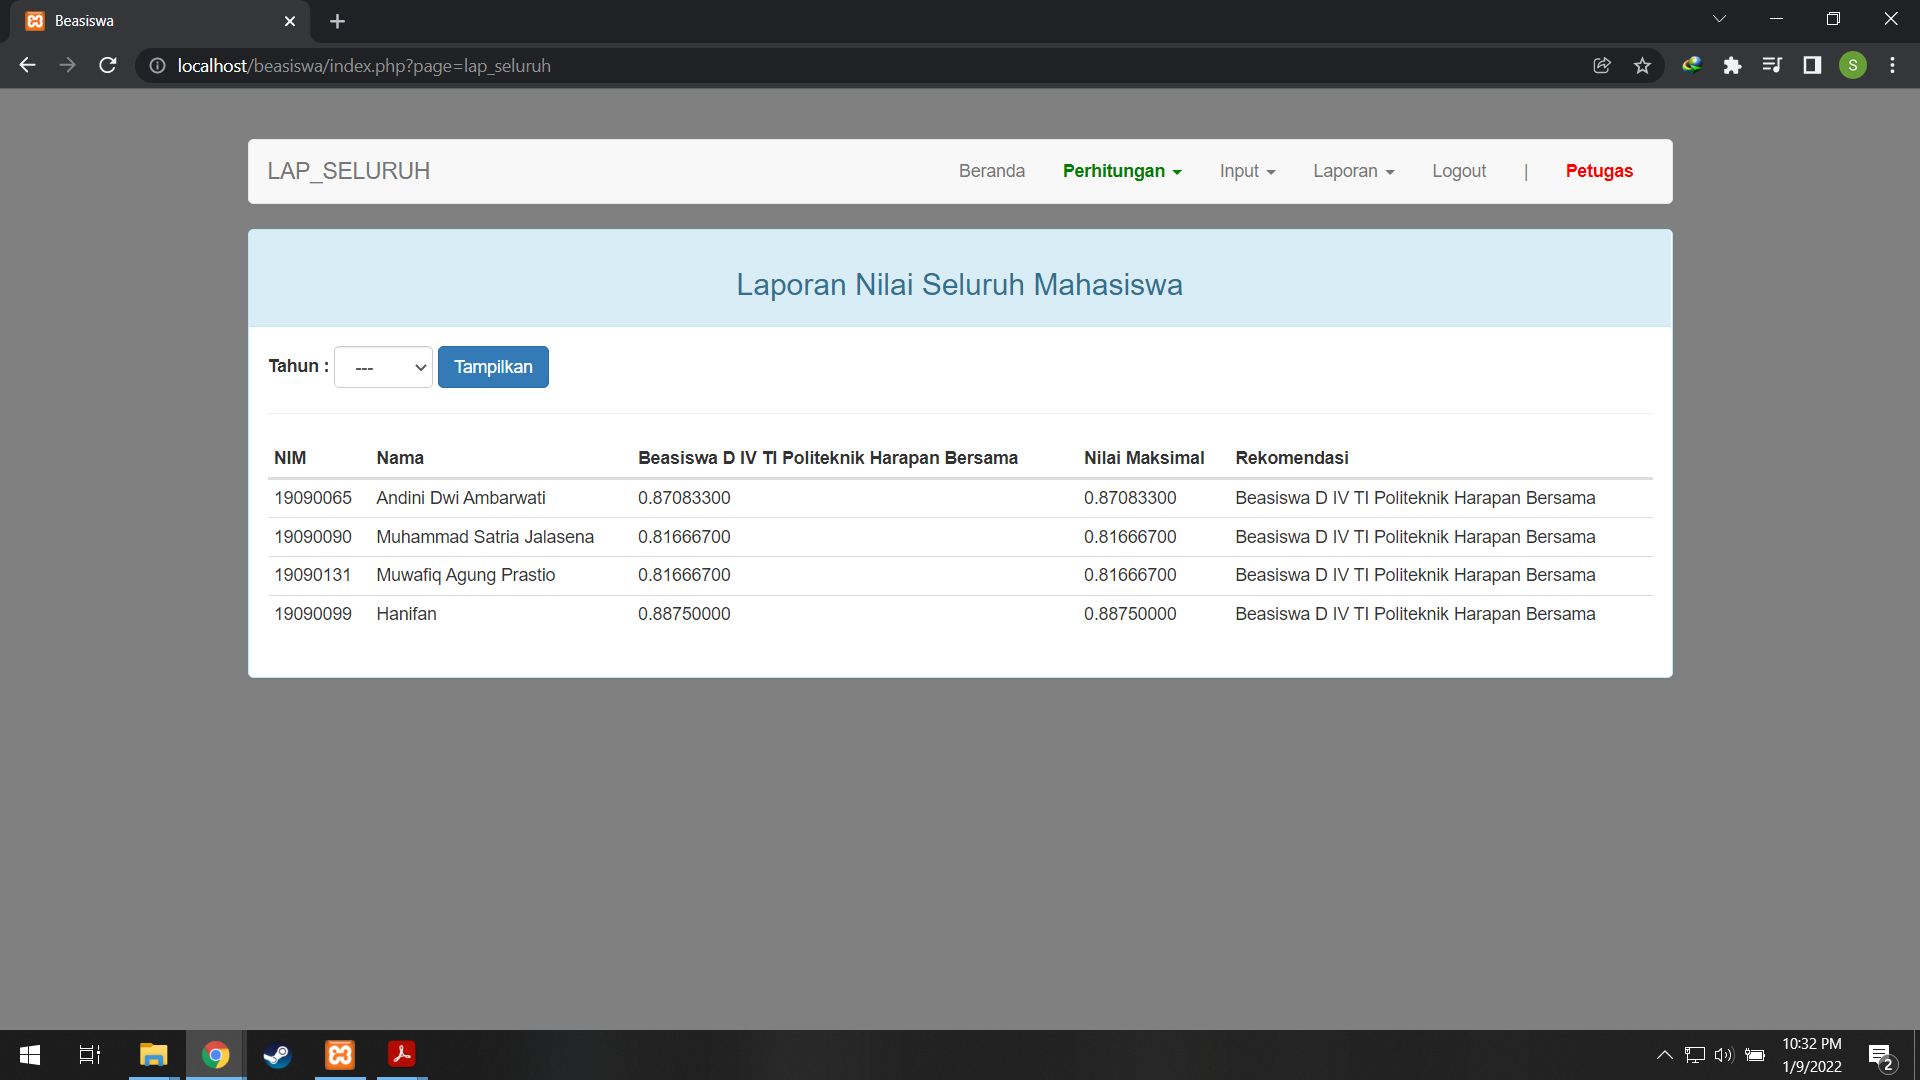 Beasiswa
localhost/beasiswa/index.php?page=lap_seluruh
S
LAP_SELURUH Beranda Perhitungan Input Laporan Logout | Petugas
Laporan Nilai Seluruh Mahasiswa
Tahun : --- Tampilkan
NIM Nama Beasiswa D IV TI Politeknik Harapan Bersama Nilai Maksimal Rekomendasi
19090065 Andini Dwi Ambarwati 0.87083300 0.87083300 Beasiswa D IV TI Politeknik Harapan Bersama
19090090 Muhammad Satria Jalasena 0.81666700 0.81666700 Beasiswa D IV TI Politeknik Harapan Bersama
19090131 Muwafiq Agung Prastio 0.81666700 0.81666700 Beasiswa D IV TI Politeknik Harapan Bersama
19090099 Hanifan 0.88750000 0.88750000 Beasiswa D IV TI Politeknik Harapan Bersama
10:32 PM
1/9/2022
2